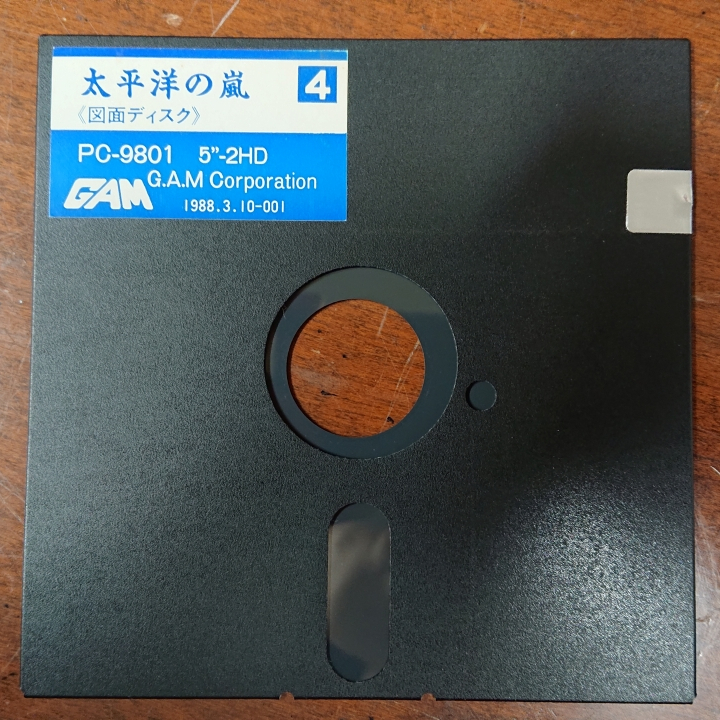 太平洋の嵐 4
《図面ディスク》
PC-9801 5”-2HD
GAM G.A.M Corporation
1988.3.10-001